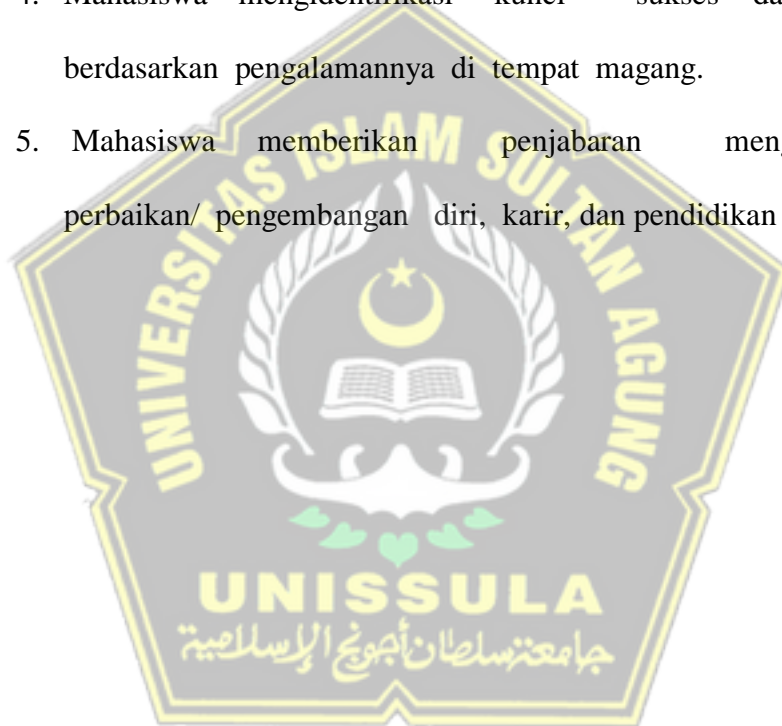 4. Mahasiswa mengidentifikasi kunci sukses
berdasarkan pengalamannya di tempat magang.
5. Mahasiswa memberikan penjabaran
perbaikan/ pengembangan diri, karir, dan pendidikan
UNIVERSITAS ISLAM SULTAN AGUNG
UNISSULA
جامعة سلطان أجونج الإسلامية